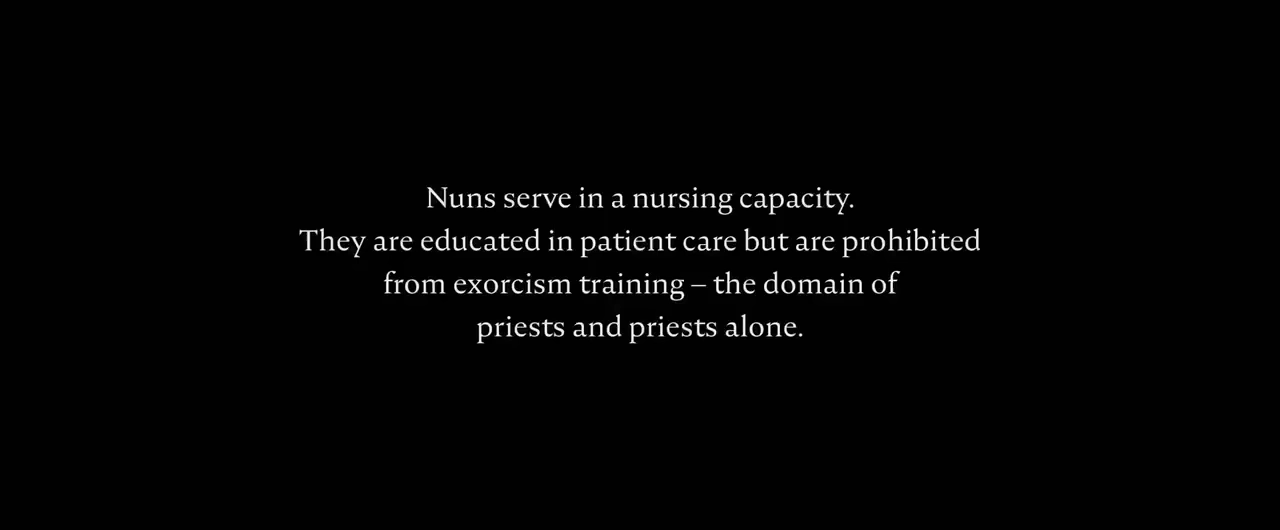 Nuns serve in a nursing capacity.
They are educated in patient care but are prohibited
from exorcism training – the domain of
priests and priests alone.